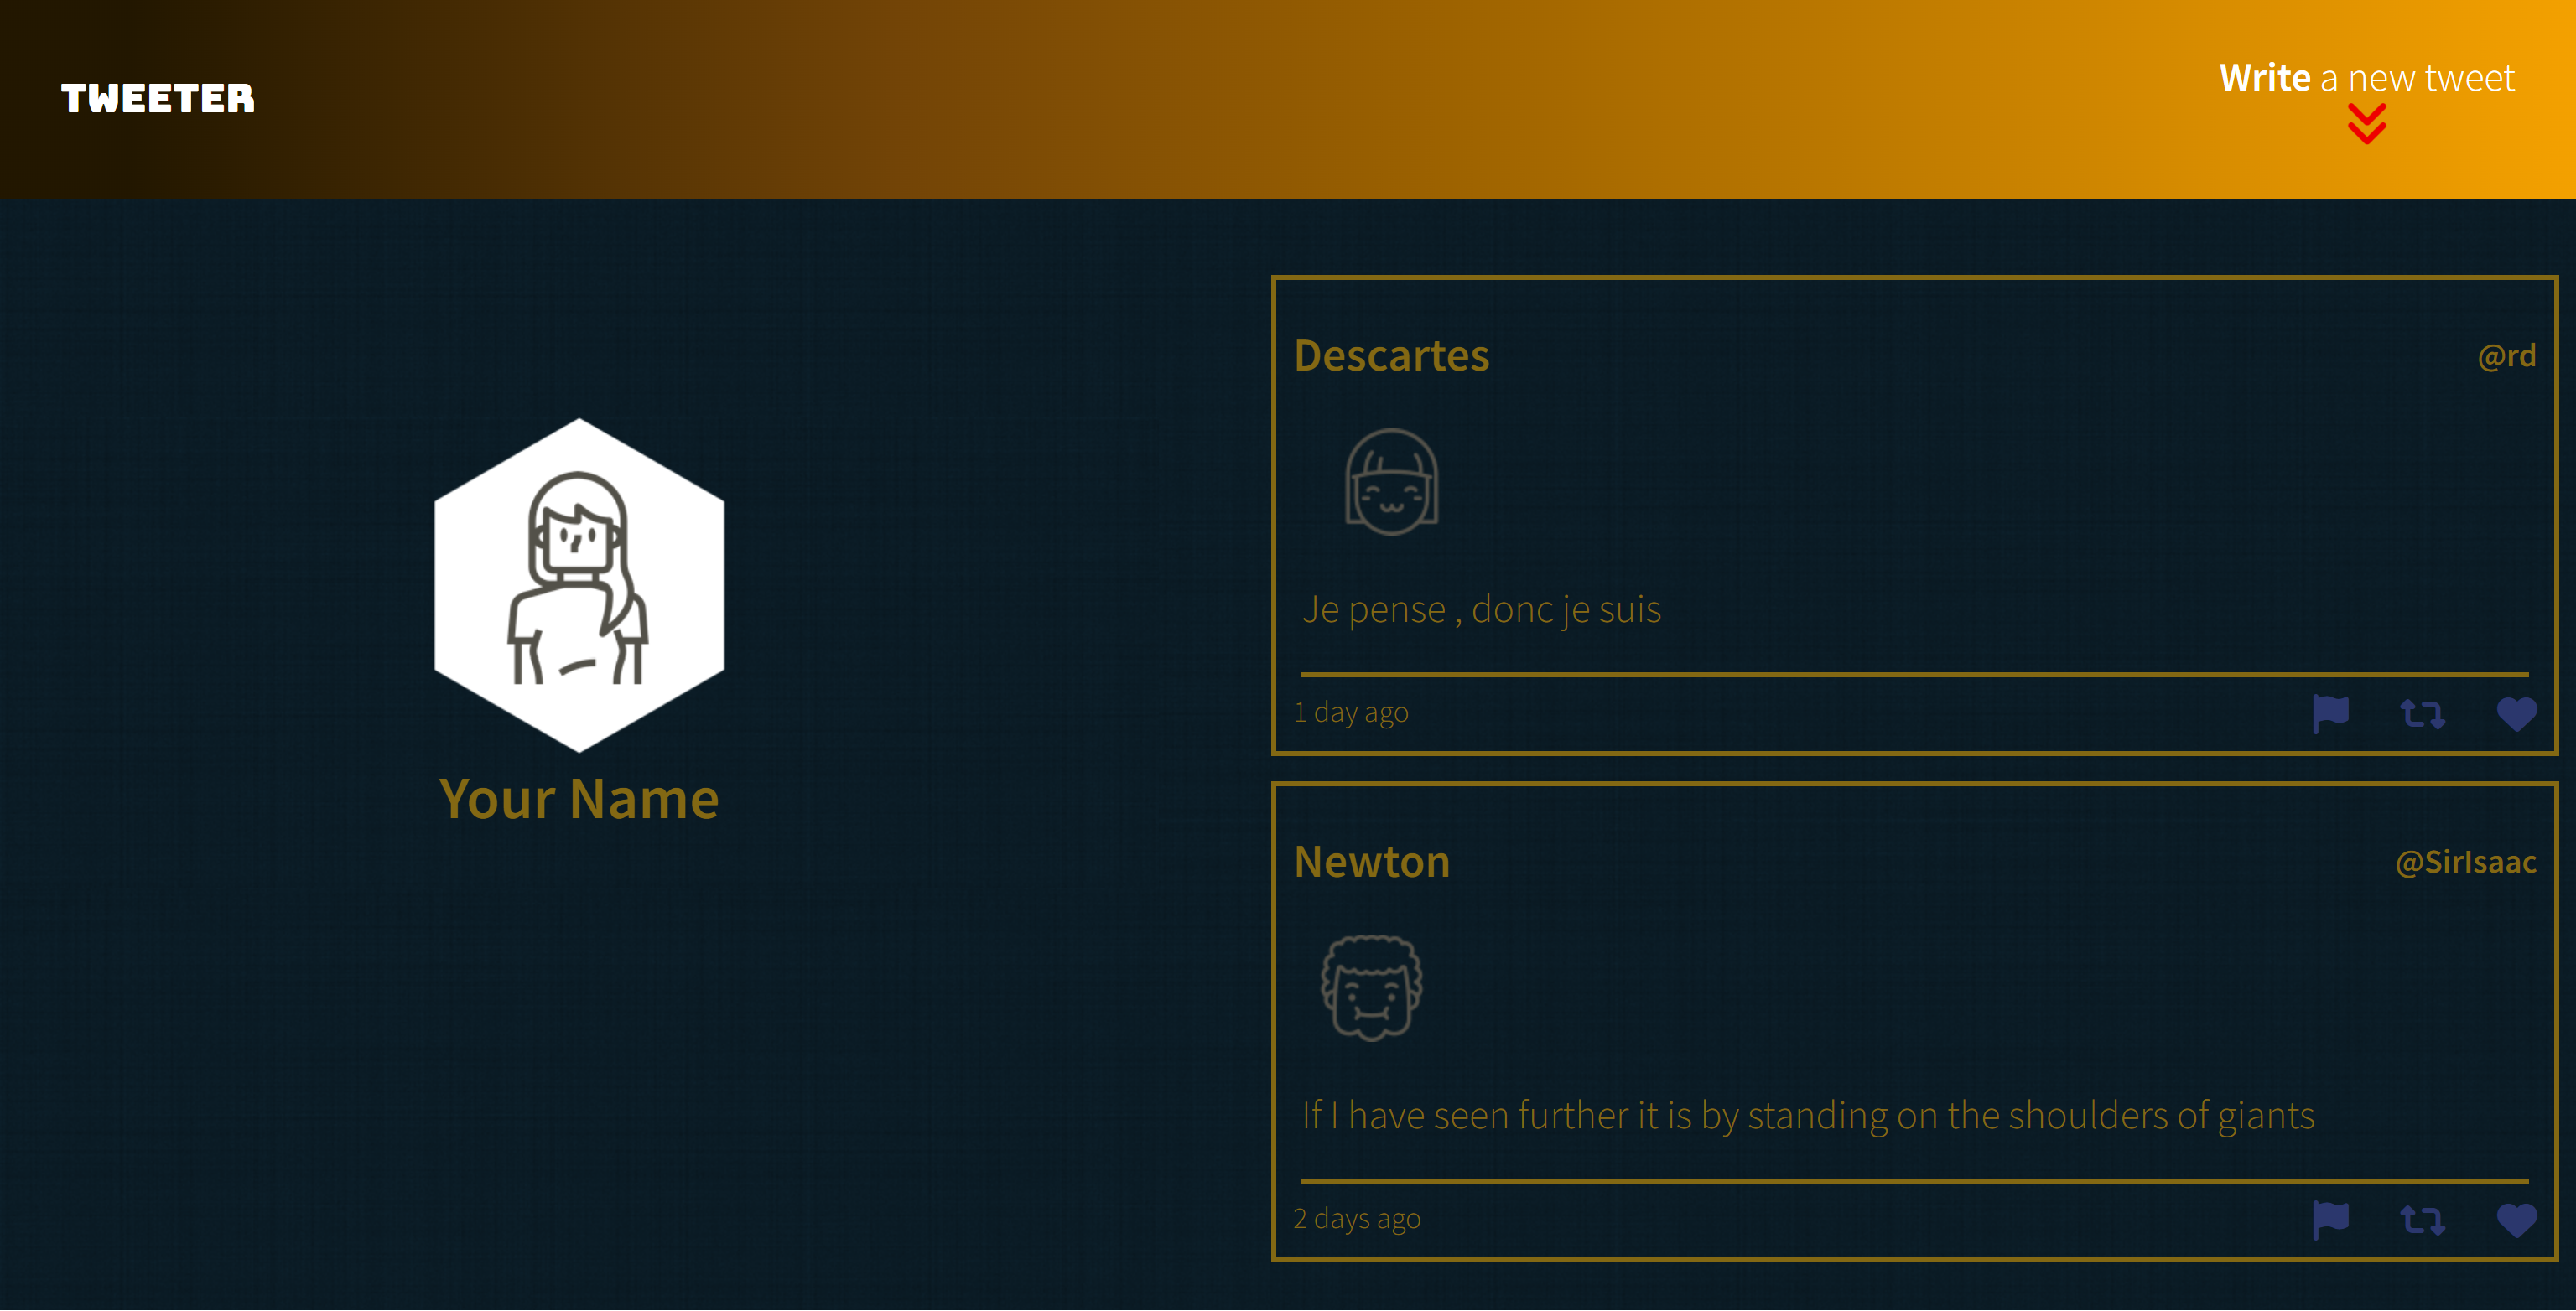 TWEETER
Write a new tweet
Your Name
Descartes
@rd
Je pense , donc je suis
1 day ago
Newton
@SirIsaac
If I have seen further it is by standing on the shoulders of giants
2 days ago